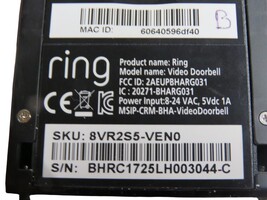 MAC ID: 60640596df40
B
ring
Product Name: Ring
Model Name: Video Doorbell
FCC ID: 2AEUPBHARG031
IC: 20271-BHARG031
Power Input:8-24 VAC, 5Vdc 1A
MSIP-CRM-BHA-VideoDoorbell
SKU: 8VR2S5-VEN0
S/N: BHRC1725LH003044-C